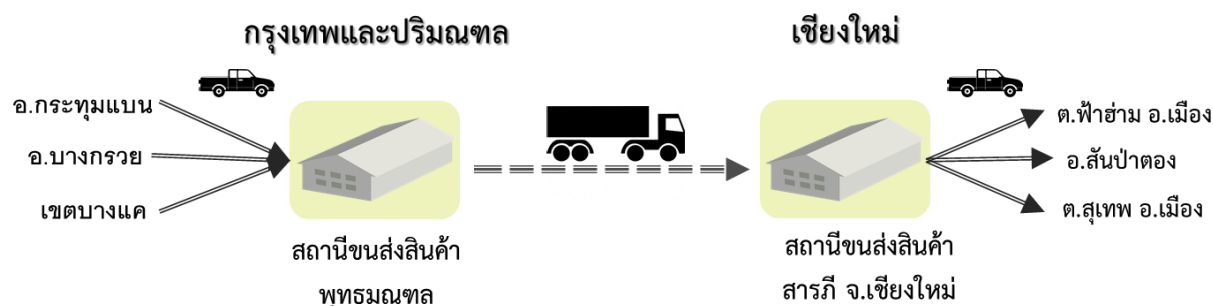 กรุงเทพและปริมณฑล
เชียงใหม่
อ.กระทุมแบน
อ.บางกรวย
เขตบางแค
สถานีขนส่งสินค้า
พุทธมณฑล
สถานีขนส่งสินค้า
สารภี จ.เชียงใหม่
ต.ฟ้าฮ่าม อ.เมือง
อ.สันป่าตอง
ต.สุเทพ อ.เมือง